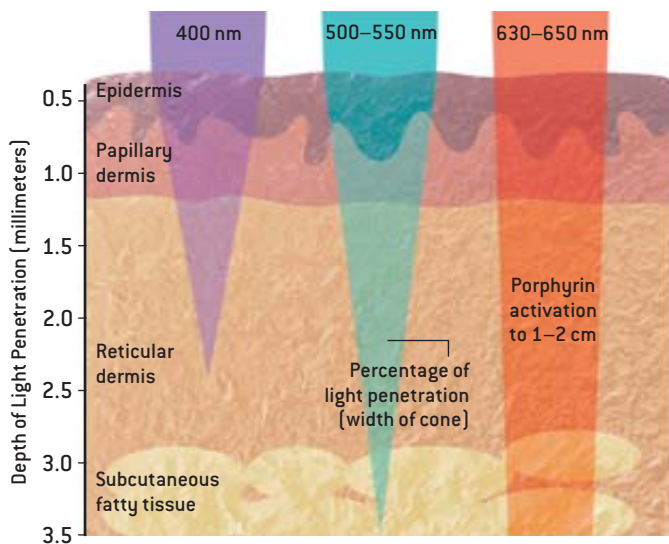 400 nm
500–550 nm
630–650 nm
Depth of Light Penetration (millimeters)
0.5
1.0
1.5
2.0
2.5
3.0
3.5
Epidermis
Papillary
dermis
Reticular
dermis
Subcutaneous
fatty tissue
Percentage of
light penetration
(width of cone)
Porphyrin
activation
to 1–2 cm